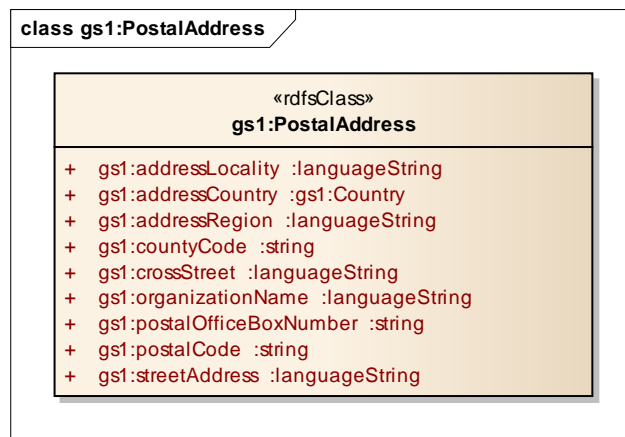 class gs1:PostalAddress
«rdfsClass»
gs1:PostalAddress
+ gs1:addressLocality :languageString
+ gs1:addressCountry :gs1:Country
+ gs1:addressRegion :languageString
+ gs1:countyCode :string
+ gs1:crossStreet :languageString
+ gs1:organizationName :languageString
+ gs1:postalOfficeBoxNumber :string
+ gs1:postalCode :string
+ gs1:streetAddress :languageString